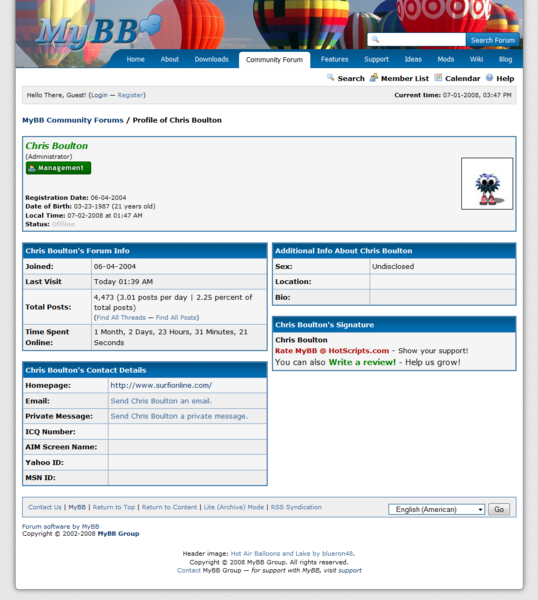 MyBB
Search Forum
Home About Downloads Community Forum Features Support Ideas Mods Wiki Blog
Search Member List Calendar Help
Hello There, Guest! (Login — Register) Current time: 07-01-2008, 03:47 PM
MyBB Community Forums / Profile of Chris Boulton
Chris Boulton
(Administrator)
Management
Registration Date: 06-04-2004
Date of Birth: 03-23-1987 (21 years old)
Local Time: 07-02-2008 at 01:47 AM
Status: Offline
Chris Boulton's Forum Info
Joined: 06-04-2004
Last Visit Today 01:39 AM
Total Posts: 4,473 (3.01 posts per day | 2.25 percent of
total posts)
(Find All Threads — Find All Posts)
Time Spent Online: 1 Month, 2 Days, 23 Hours, 31 Minutes, 21
Seconds
Chris Boulton's Contact Details
Homepage: http://www.surfionline.com/
Email: Send Chris Boulton an email.
Private Message: Send Chris Boulton a private message.
ICQ Number:
AIM Screen Name:
Yahoo ID:
MSN ID:
Additional Info About Chris Boulton
Sex: Undisclosed
Location:
Bio:
Chris Boulton's Signature
Chris Boulton
Rate MyBB @ HotScripts.com - Show your support!
You can also Write a review! - Help us grow!
Contact Us | MyBB | Return to Top | Return to Content | Lite (Archive) Mode | RSS Syndication
English (American) Go
Forum software by MyBB
Copyright © 2002-2008 MyBB Group
Header image: Hot Air Balloons and Lake by blueron48.
Copyright © 2008 MyBB Group. All rights reserved.
Contact MyBB Group — for support with MyBB, visit support